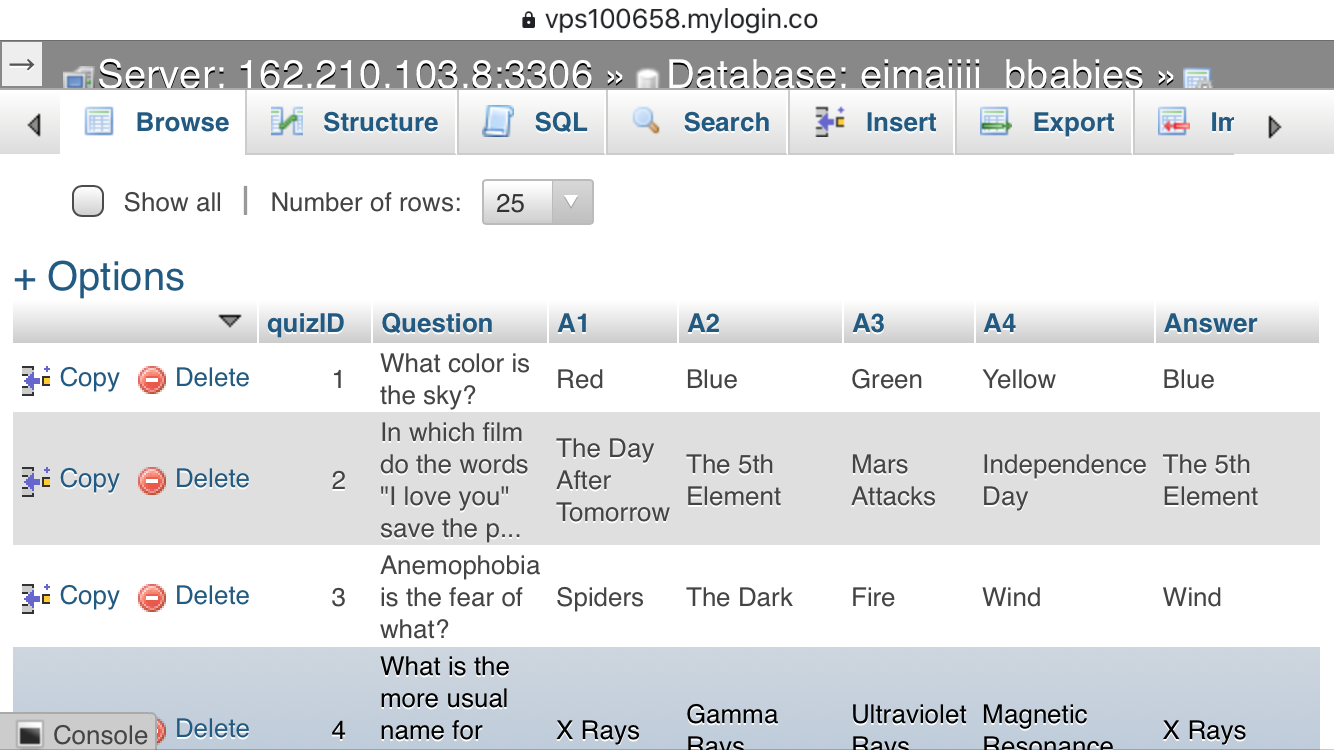 vps100658.mylogin.co
→ Server: 162.210.103.8:3306 » Database: eimaiiii_bbabies »
Browse Structure SQL Search Insert Export Im
Show all | Number of rows: 25
+ Options
quizID Question A1 A2 A3 A4 Answer
Copy Delete 1 What color is the sky? Red Blue Green Yellow Blue
Copy Delete 2 In which film do the words "I love you" save the p... The Day After Tomorrow The 5th Element Mars Attacks Independence Day The 5th Element
Copy Delete 3 Anemophobia is the fear of what? Spiders The Dark Fire Wind Wind
Delete 4 What is the more usual name for X Rays Gamma Rays Ultraviolet Rays Magnetic Resonance X Rays
Console